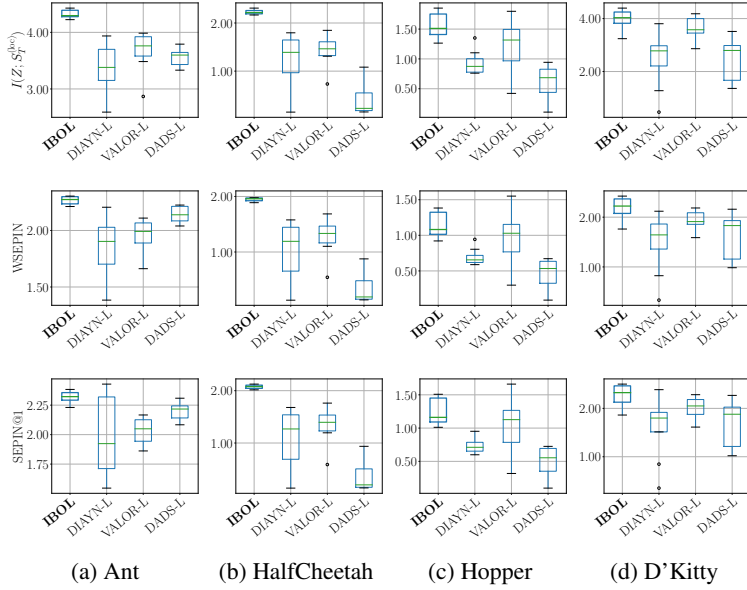 I(Z; S_T^{(loc)})
4.00
3.00
IBOL
DIAYN-L
VALOR-L
DADS-L
2.00
1.00
IBOL
DIAYN-L
VALOR-L
DADS-L
1.50
1.00
0.50
IBOL
DIAYN-L
VALOR-L
DADS-L
4.00
2.00
IBOL
DIAYN-L
VALOR-L
DADS-L
WSEPIN
2.00
1.50
IBOL
DIAYN-L
VALOR-L
DADS-L
2.00
1.00
IBOL
DIAYN-L
VALOR-L
DADS-L
1.50
1.00
0.50
IBOL
DIAYN-L
VALOR-L
DADS-L
2.00
1.00
IBOL
DIAYN-L
VALOR-L
DADS-L
SEPIN@1
2.25
2.00
1.75
IBOL
DIAYN-L
VALOR-L
DADS-L
2.00
1.00
IBOL
DIAYN-L
VALOR-L
DADS-L
1.50
1.00
0.50
IBOL
DIAYN-L
VALOR-L
DADS-L
2.00
1.00
IBOL
DIAYN-L
VALOR-L
DADS-L
(a) Ant
(b) HalfCheetah
(c) Hopper
(d) D'Kitty